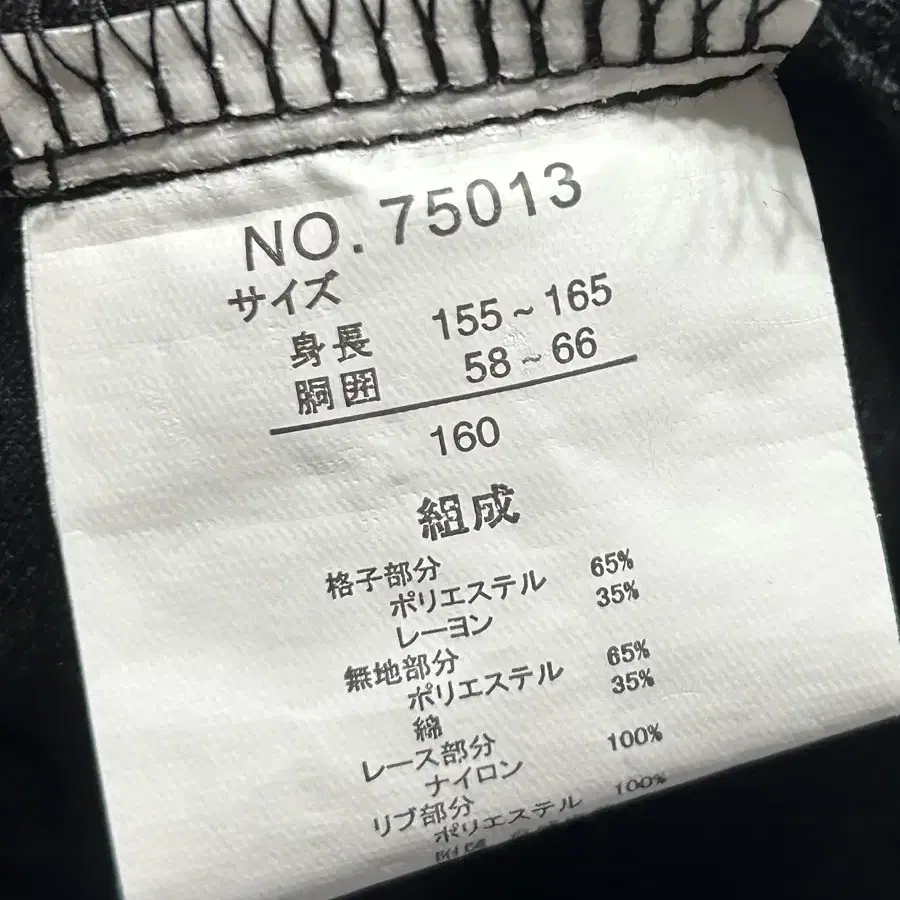 NO. 75013
サイズ
身長 155~165
胴囲 58~66
160
組成
格子部分
ポリエステル 65%
レーヨン 35%
無地部分
ポリエステル 65%
綿 35%
レース部分
ナイロン 100%
リブ部分
ポリエステル 100%